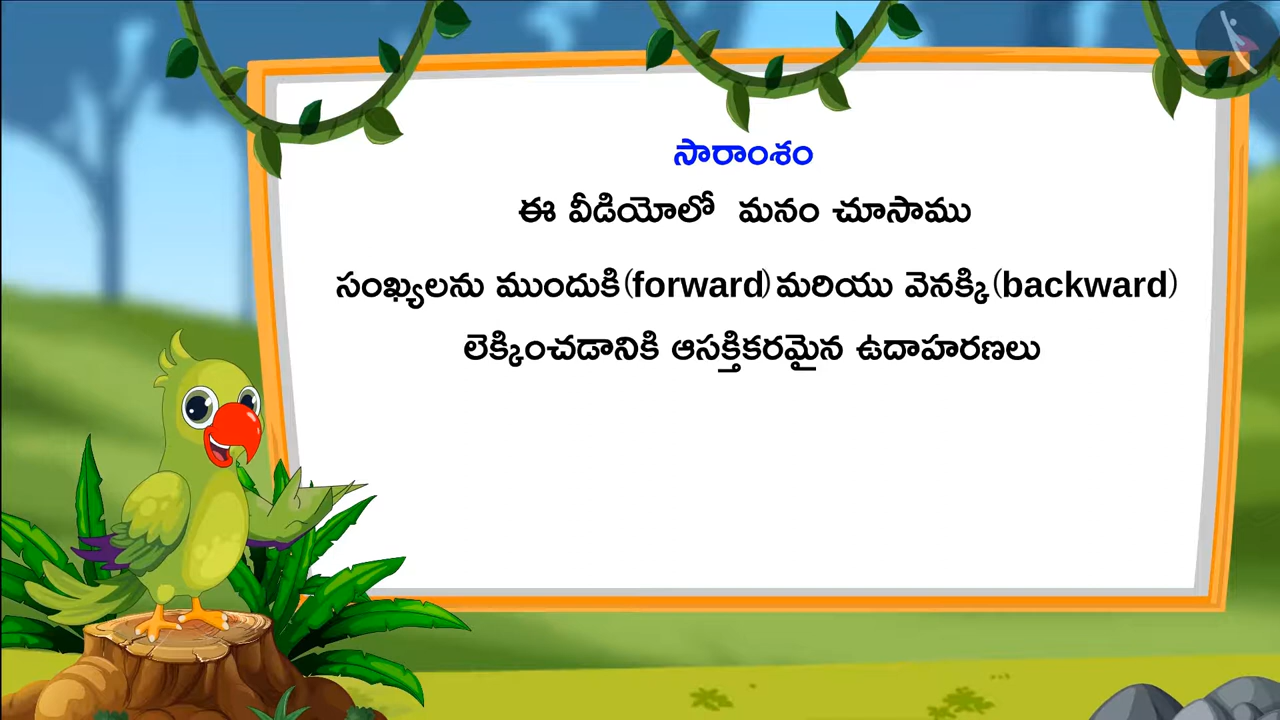 సారాంశం
ఈ వీడియోలో మనం చూసాము
సంఖ్యలను ముందుకి(forward)మరియు వెనక్కి(backward)
లెక్కించడానికి ఆసక్తికరమైన ఉదాహరణలు